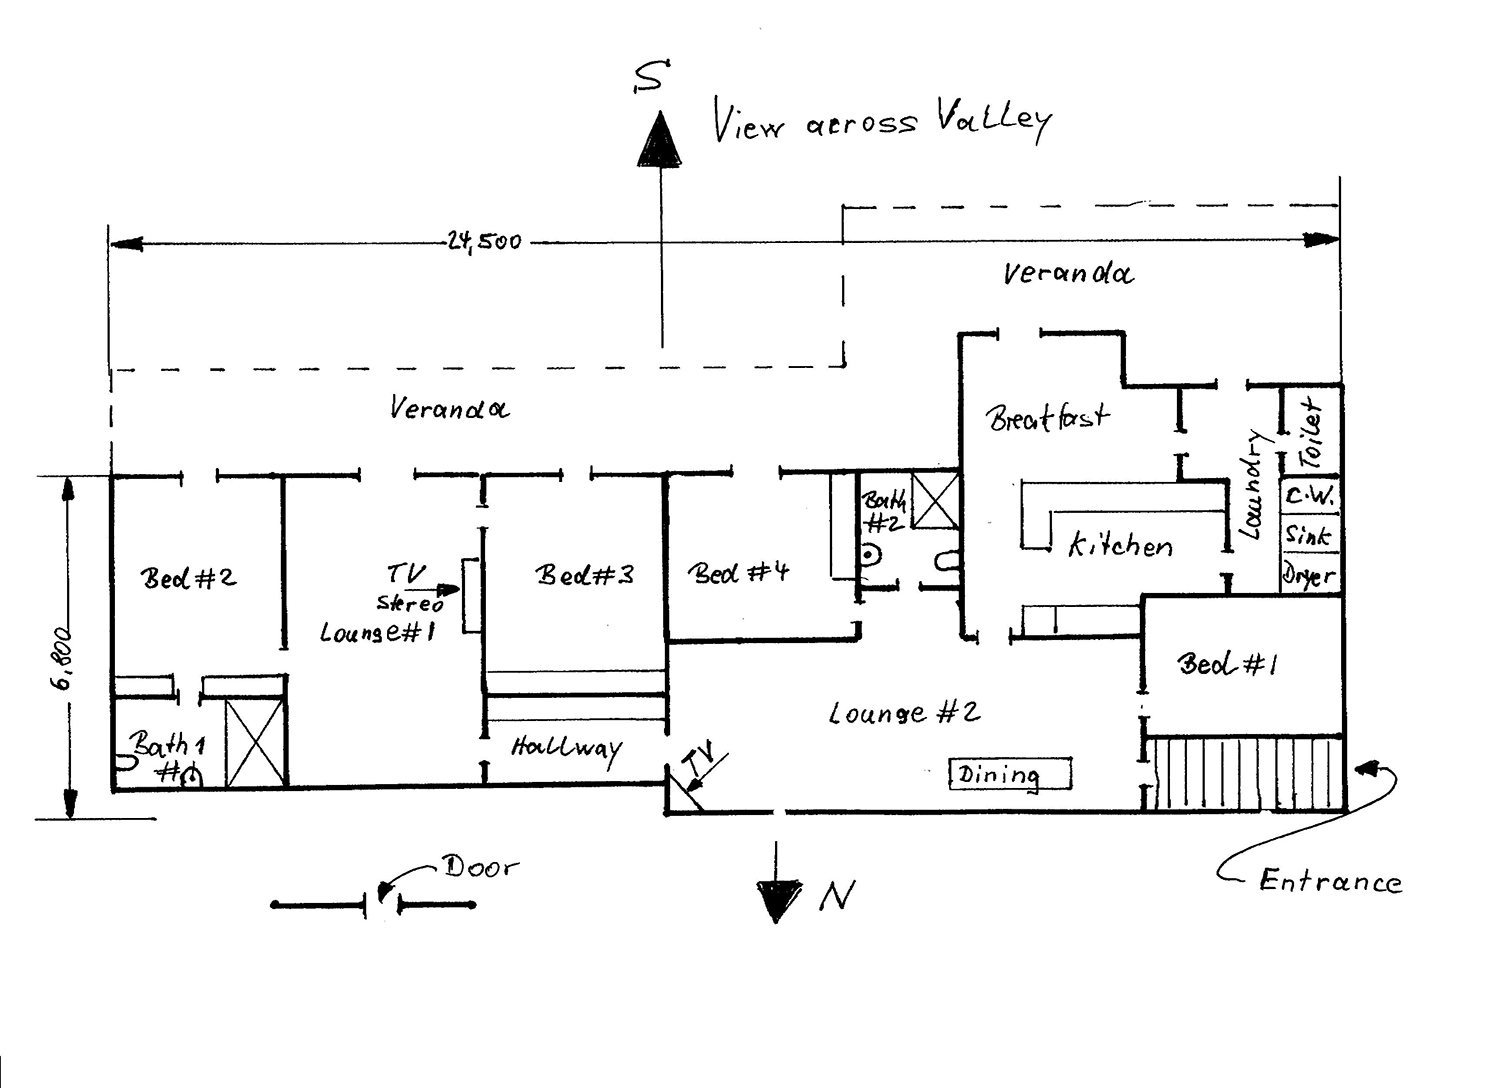 S
View across Valley
24,500
Veranda
Veranda
Breakfast
Toilet
Laundry
Bath
#2
C.W.
Sink
Dryer
Kitchen
Bed #2
TV
Stereo
Lounge #1
Bed #3
Bed #4
6,800
Bed #1
Lounge #2
Bath 1
#
Hallway
TV
Dining
Door
N
Entrance